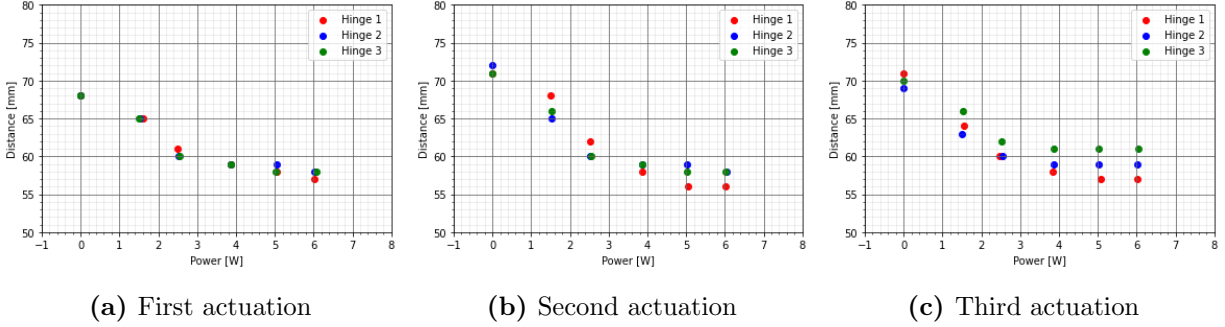 80
75
70
65
60
55
50
Distance [mm]
−1 0 1 2 3 4 5 6 7 8
Power [W]
Hinge 1
Hinge 2
Hinge 3
(a) First actuation
80
75
70
65
60
55
50
Distance [mm]
−1 0 1 2 3 4 5 6 7 8
Power [W]
Hinge 1
Hinge 2
Hinge 3
(b) Second actuation
80
75
70
65
60
55
50
Distance [mm]
−1 0 1 2 3 4 5 6 7 8
Power [W]
Hinge 1
Hinge 2
Hinge 3
(c) Third actuation